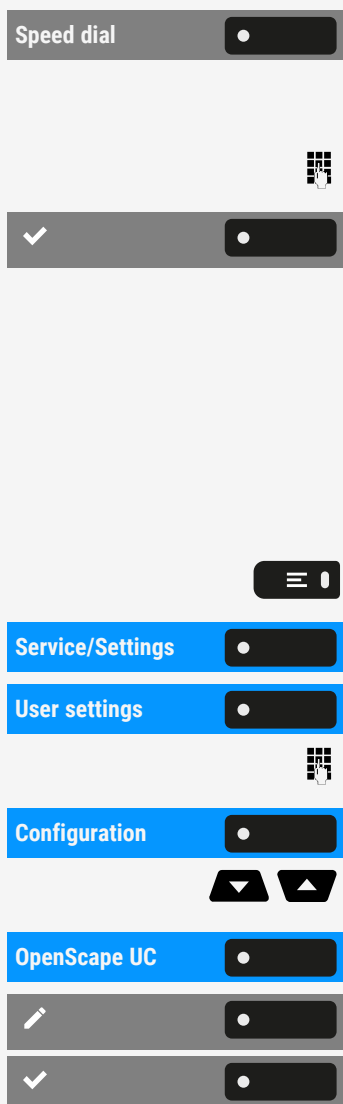 Speed dial
Service/Settings
User settings
Configuration
OpenScape UC